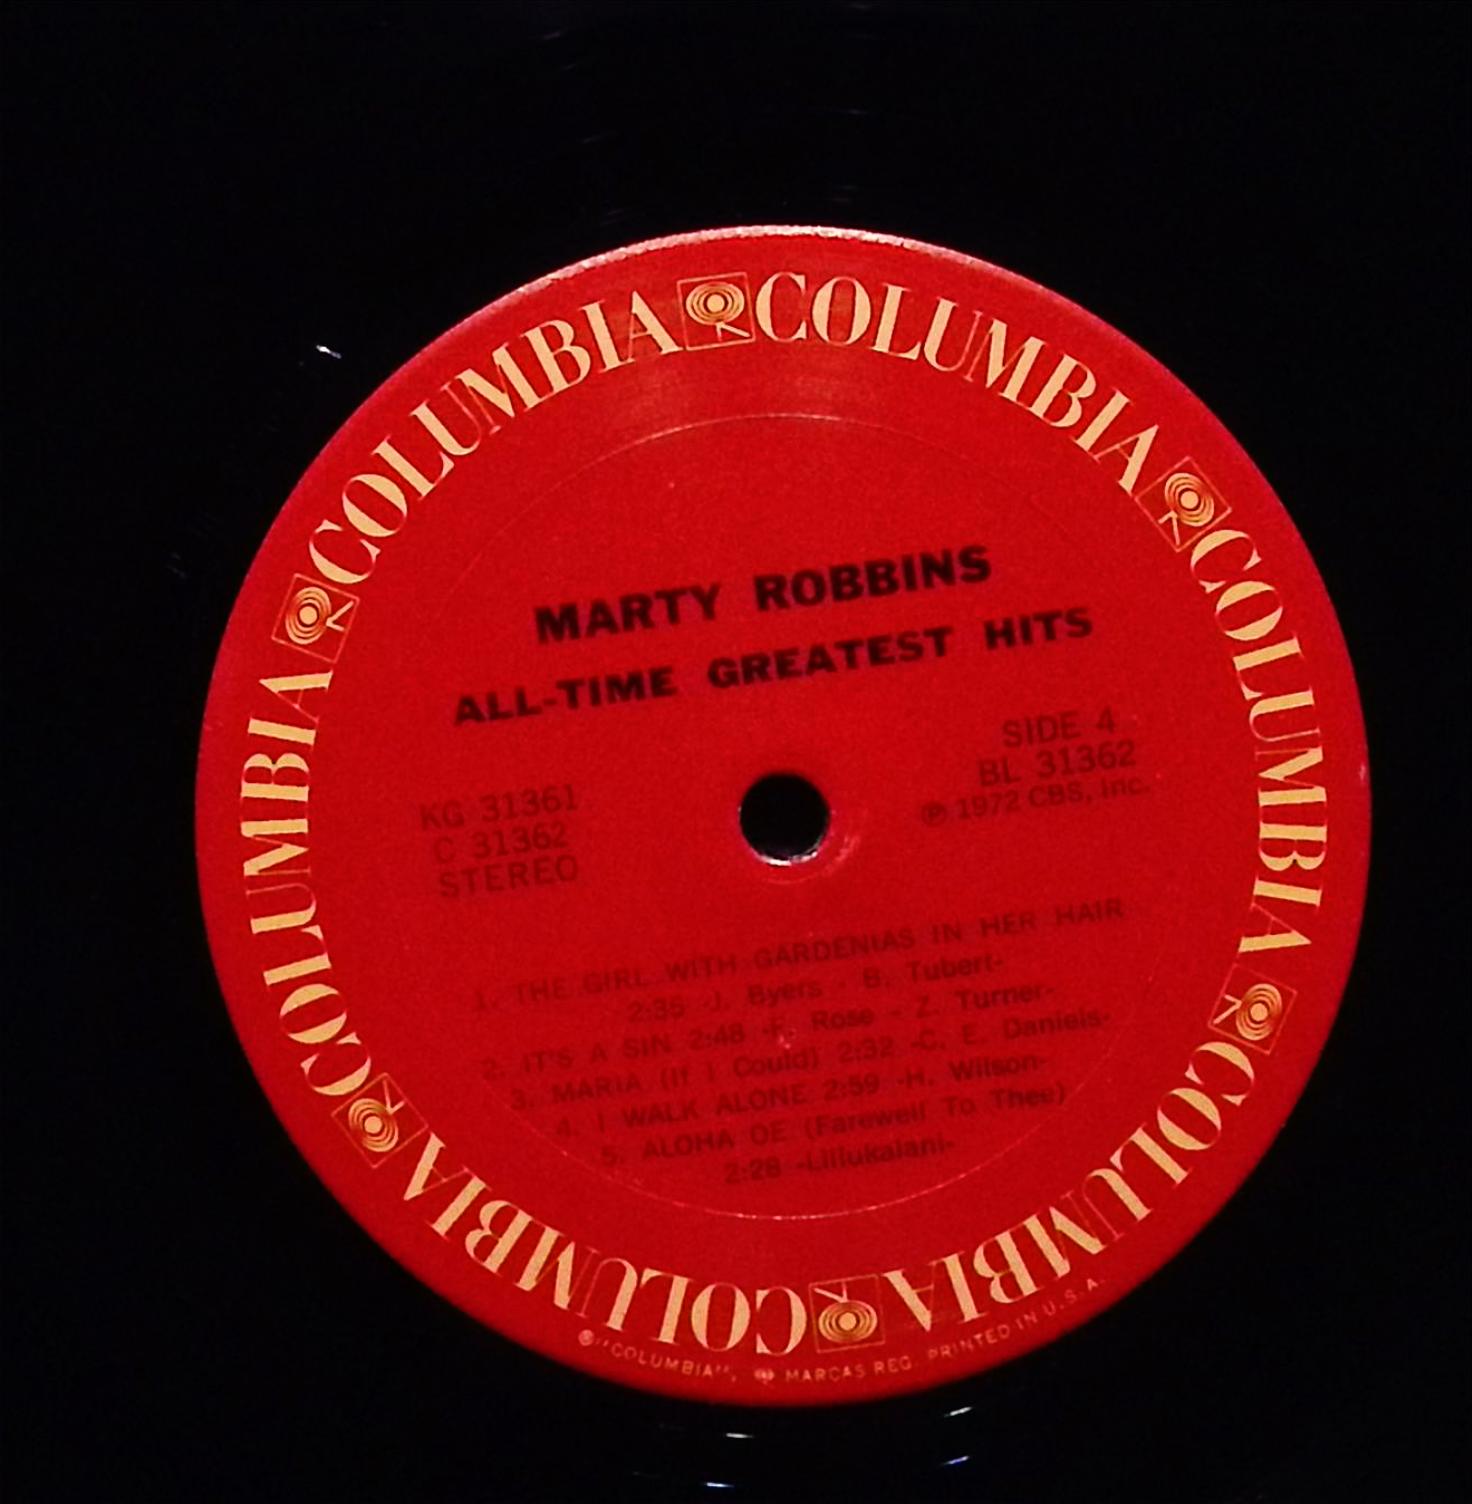 COLUMBIA COLUMBIA COLUMBIA COLUMBIA COLUMBIA COLUMBIA
MARTY ROBBINS
ALL-TIME GREATEST HITS
SIDE 4
BL 31362
℗ 1972 CBS, Inc.
KG 31361
C 31362
STEREO
1. THE GIRL WITH GARDENIAS IN HER HAIR
2:35 -J. Byers - B. Tubert-
2. IT'S A SIN 2:48 -F. Rose - Z. Turner-
3. MARIA (If I Could) 2:32 -C. E. Daniels-
4. I WALK ALONE 2:59 -H. Wilson-
5. ALOHA OE (Farewell To Thee)
2:28 -Liliukalani-
®"COLUMBIA", MARCAS REG. PRINTED IN U.S.A.